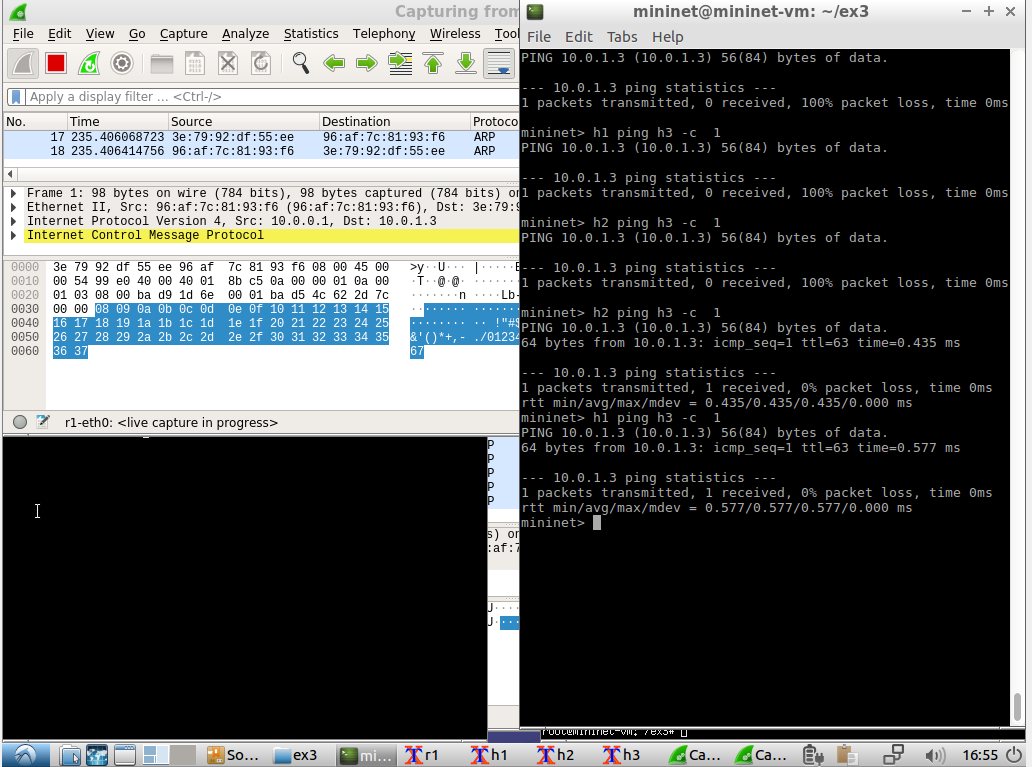 Capturing from
File Edit View Go Capture Analyze Statistics Telephony Wireless Tool
Apply a display filter ... <Ctrl-/>
No. Time Source Destination Protoco
17 235.406068723 3e:79:92:df:55:ee 96:af:7c:81:93:f6 ARP
18 235.406414756 96:af:7c:81:93:f6 3e:79:92:df:55:ee ARP
Frame 1: 98 bytes on wire (784 bits), 98 bytes captured (784 bits) on
Ethernet II, Src: 96:af:7c:81:93:f6 (96:af:7c:81:93:f6), Dst: 3e:79:9
Internet Protocol Version 4, Src: 10.0.0.1, Dst: 10.0.1.3
Internet Control Message Protocol
0000 3e 79 92 df 55 ee 96 af 7c 81 93 f6 08 00 45 00 >y··U··· |·····E
0010 00 54 99 e0 40 00 40 01 8b c5 0a 00 00 01 0a 00 ·T··@·@·
0020 01 03 08 00 ba d9 1d 6e 00 01 ba d5 4c 62 2d 7c ·······n ····Lb-
0030 00 00 08 09 0a 0b 0c 0d 0e 0f 10 11 12 13 14 15
0040 16 17 18 19 1a 1b 1c 1d 1e 1f 20 21 22 23 24 25 ········ ·· !"#$
0050 26 27 28 29 2a 2b 2c 2d 2e 2f 30 31 32 33 34 35 &'()*+,- ./01234
0060 36 37 67
r1-eth0: <live capture in progress>
P
P
P
P
P
s) on
:af:7
U····
U·
mininet@mininet-vm: ~/ex3
File Edit Tabs Help
PING 10.0.1.3 (10.0.1.3) 56(84) bytes of data.
--- 10.0.1.3 ping statistics ---
1 packets transmitted, 0 received, 100% packet loss, time 0ms
mininet> h1 ping h3 -c  1
PING 10.0.1.3 (10.0.1.3) 56(84) bytes of data.
--- 10.0.1.3 ping statistics ---
1 packets transmitted, 0 received, 100% packet loss, time 0ms
mininet> h2 ping h3 -c  1
PING 10.0.1.3 (10.0.1.3) 56(84) bytes of data.
--- 10.0.1.3 ping statistics ---
1 packets transmitted, 0 received, 100% packet loss, time 0ms
mininet> h2 ping h3 -c  1
PING 10.0.1.3 (10.0.1.3) 56(84) bytes of data.
64 bytes from 10.0.1.3: icmp_seq=1 ttl=63 time=0.435 ms
--- 10.0.1.3 ping statistics ---
1 packets transmitted, 1 received, 0% packet loss, time 0ms
rtt min/avg/max/mdev = 0.435/0.435/0.435/0.000 ms
mininet> h1 ping h3 -c  1
PING 10.0.1.3 (10.0.1.3) 56(84) bytes of data.
64 bytes from 10.0.1.3: icmp_seq=1 ttl=63 time=0.577 ms
--- 10.0.1.3 ping statistics ---
1 packets transmitted, 1 received, 0% packet loss, time 0ms
rtt min/avg/max/mdev = 0.577/0.577/0.577/0.000 ms
mininet>
root@mininet-vm: /ex3#
So... ex3 mi... r1 h1 h2 h3 Ca... Ca... 16:55